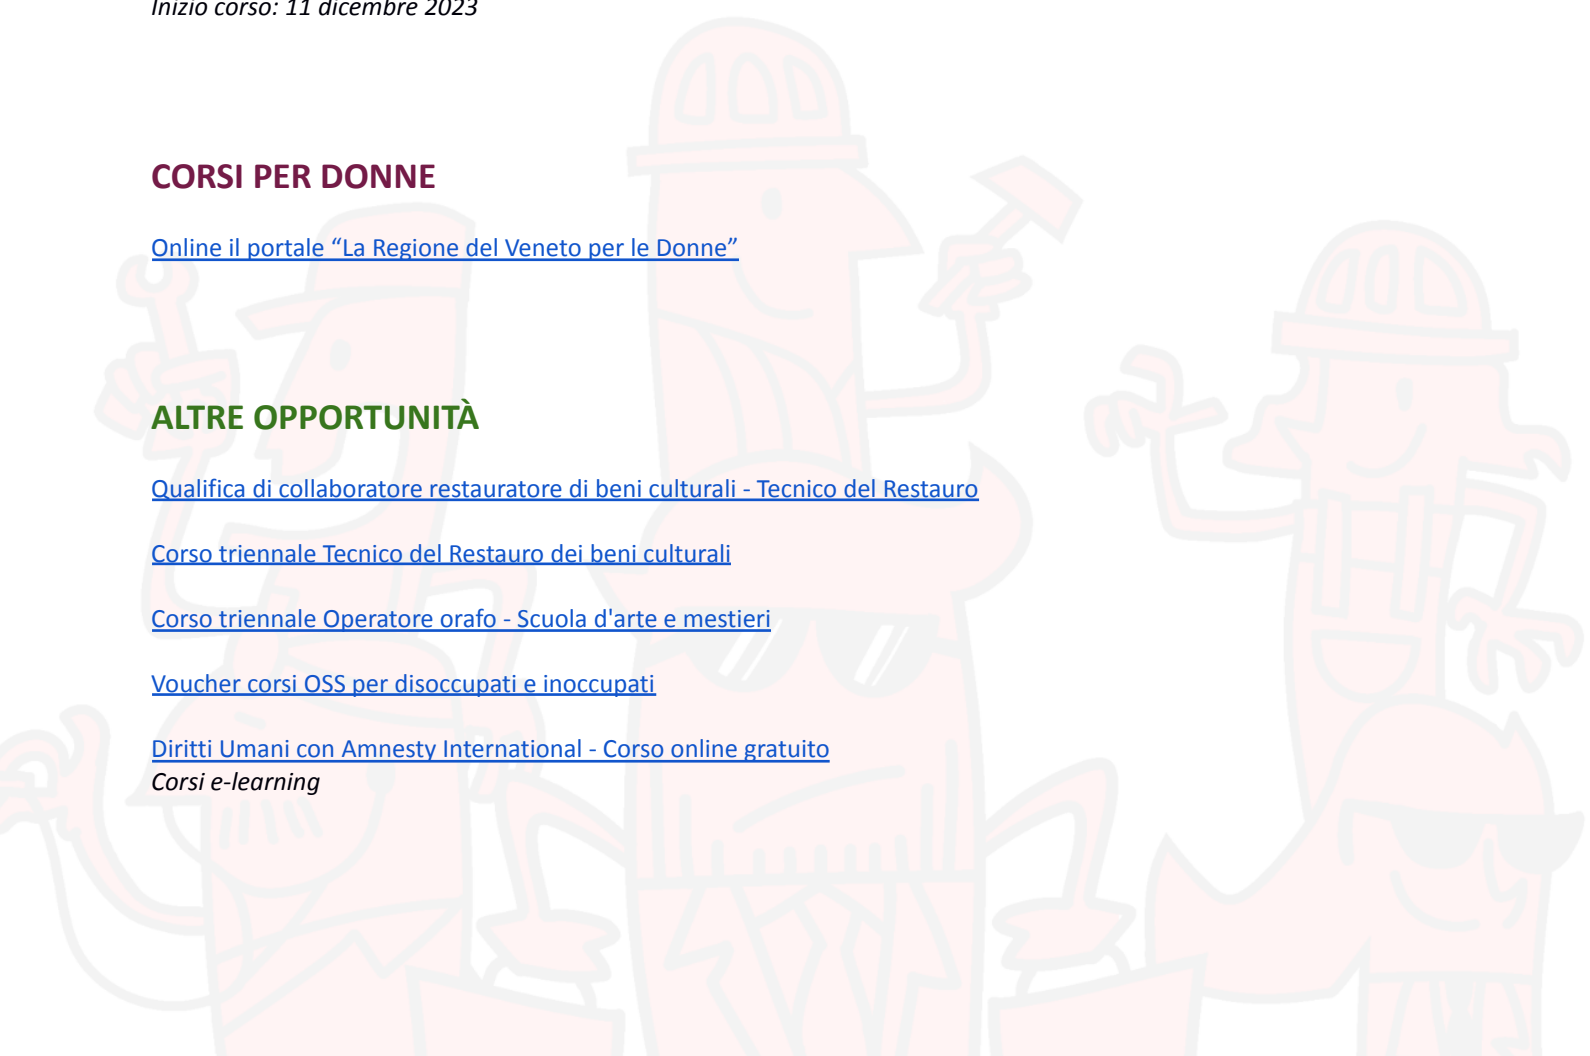 Inizio corso: 11 dicembre 2023
CORSI PER DONNE
Online il portale “La Regione del Veneto per le Donne”
ALTRE OPPORTUNITÀ
Qualifica di collaboratore restauratore di beni culturali - Tecnico del Restauro
Corso triennale Tecnico del Restauro dei beni culturali
Corso triennale Operatore orafo - Scuola d'arte e mestieri
Voucher corsi OSS per disoccupati e inoccupati
Diritti Umani con Amnesty International - Corso online gratuito
Corsi e-learning